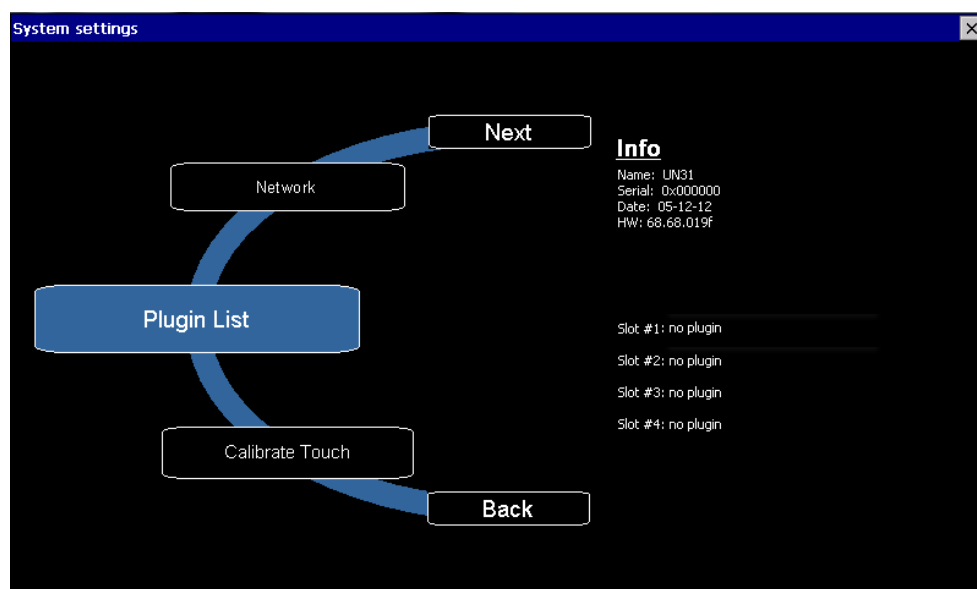 System settings
Next
Network
Plugin List
Calibrate Touch
Back
Info
Name: UN31
Serial: 0x000000
Date: 05-12-12
HW: 68.68.019f
Slot #1: no plugin
Slot #2: no plugin
Slot #3: no plugin
Slot #4: no plugin